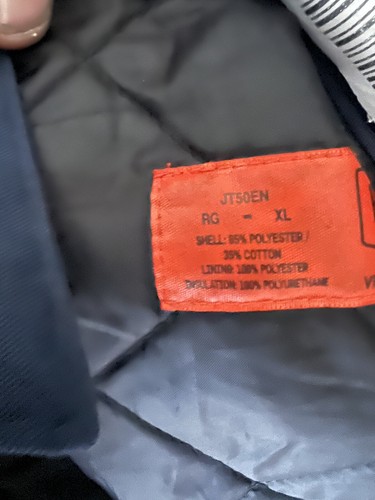 JT50EN
RG - XL
SHELL: 65% POLYESTER /
35% COTTON
LINING: 100% POLYESTER
INSULATION: 100% POLYURETHANE